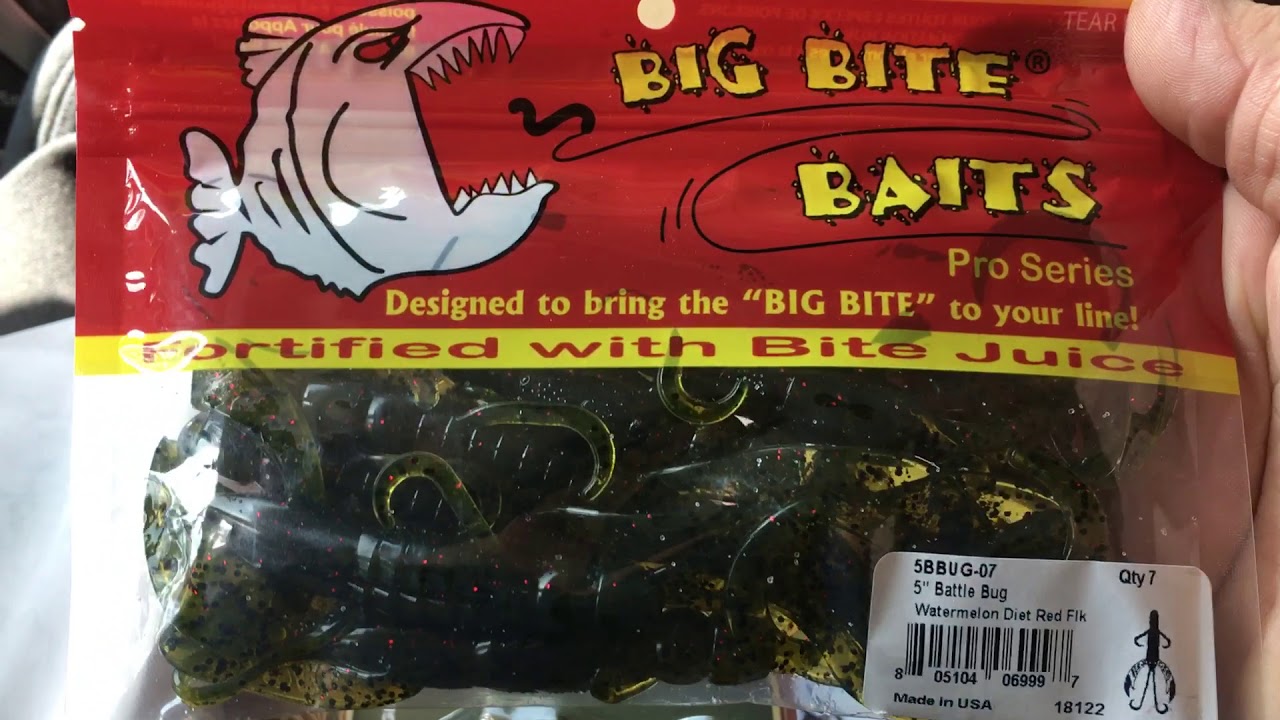 TEAR
BIG BITE®
BAITS
Pro Series
Designed to bring the “BIG BITE” to your line!
Fortified with Bite Juice
5BBUG-07
Qty 7
5" Battle Bug
Watermelon Diet Red Flk
8 05104 06999 7
Made in USA
18122